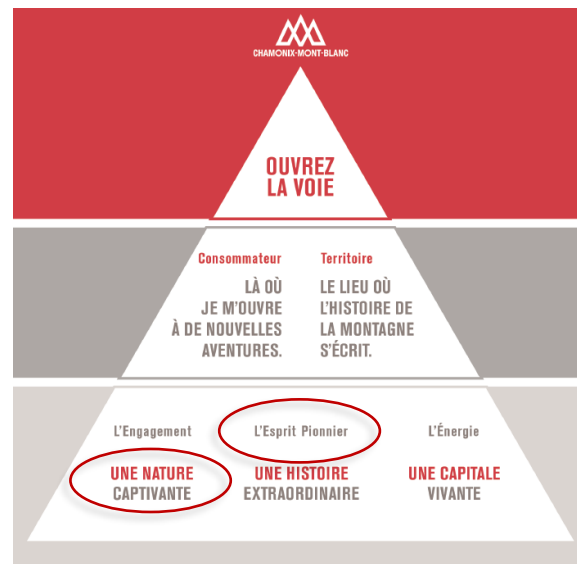 CHAMONIX-MONT-BLANC
OUVREZ
LA VOIE
Consommateur
LÀ OÙ
JE M'OUVRE
À DE NOUVELLES
AVENTURES.
Territoire
LE LIEU OÙ
L'HISTOIRE DE
LA MONTAGNE
S'ÉCRIT.
L'Engagement
UNE NATURE
CAPTIVANTE
L'Esprit Pionnier
UNE HISTOIRE
EXTRAORDINAIRE
L'Énergie
UNE CAPITALE
VIVANTE